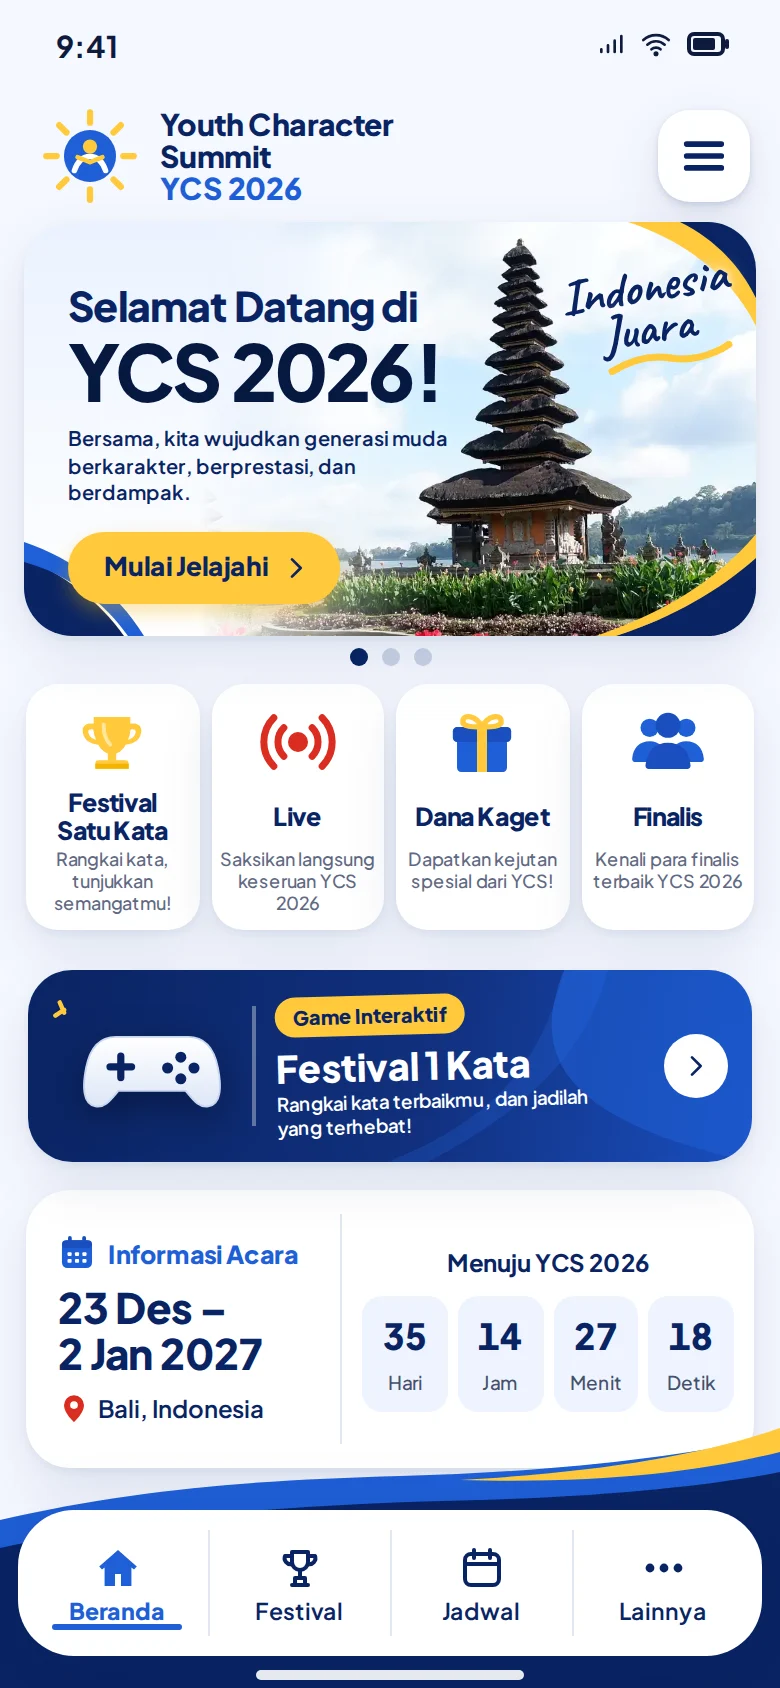 9:41
Youth Character
Summit
YCS 2026
Selamat Datang di
YCS 2026!
Indonesia
Juara
Bersama, kita wujudkan generasi muda
berkarakter, berprestasi, dan
berdampak.
Mulai Jelajahi
Festival
Satu Kata
Rangkai kata,
tunjukkan
semangatmu!
Live
Saksikan langsung
keseruan YCS
2026
Dana Kaget
Dapatkan kejutan
spesial dari YCS!
Finalis
Kenali para finalis
terbaik YCS 2026
Game Interaktif
Festival 1 Kata
Rangkai kata terbaikmu, dan jadilah
yang terhebat!
Informasi Acara
23 Des –
2 Jan 2027
Bali, Indonesia
Menuju YCS 2026
35 14 27 18
Hari Jam Menit Detik
Beranda Festival Jadwal Lainnya